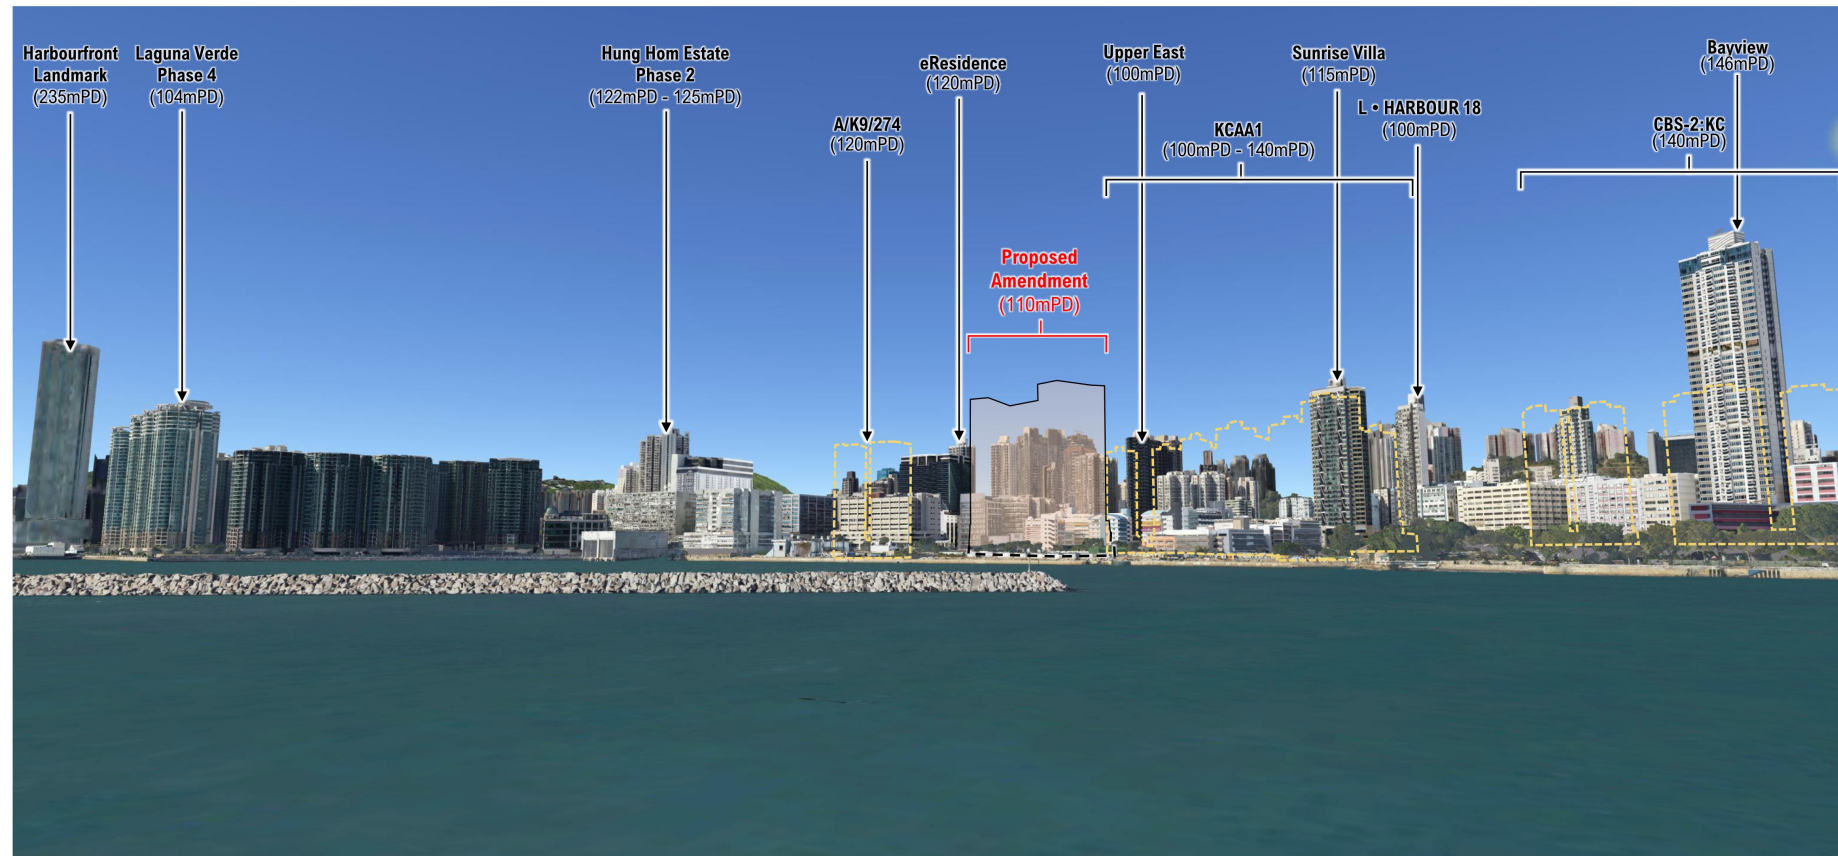 Harbourfront
Landmark
(235mPD)
Laguna Verde
Phase 4
(104mPD)
Hung Hom Estate
Phase 2
(122mPD - 125mPD)
A/K9/274
(120mPD)
eResidence
(120mPD)
Proposed
Amendment
(110mPD)
Upper East
(100mPD)
KCAA1
(100mPD - 140mPD)
Sunrise Villa
(115mPD)
L • HARBOUR 18
(100mPD)
CBS-2:KC
(140mPD)
Bayview
(146mPD)